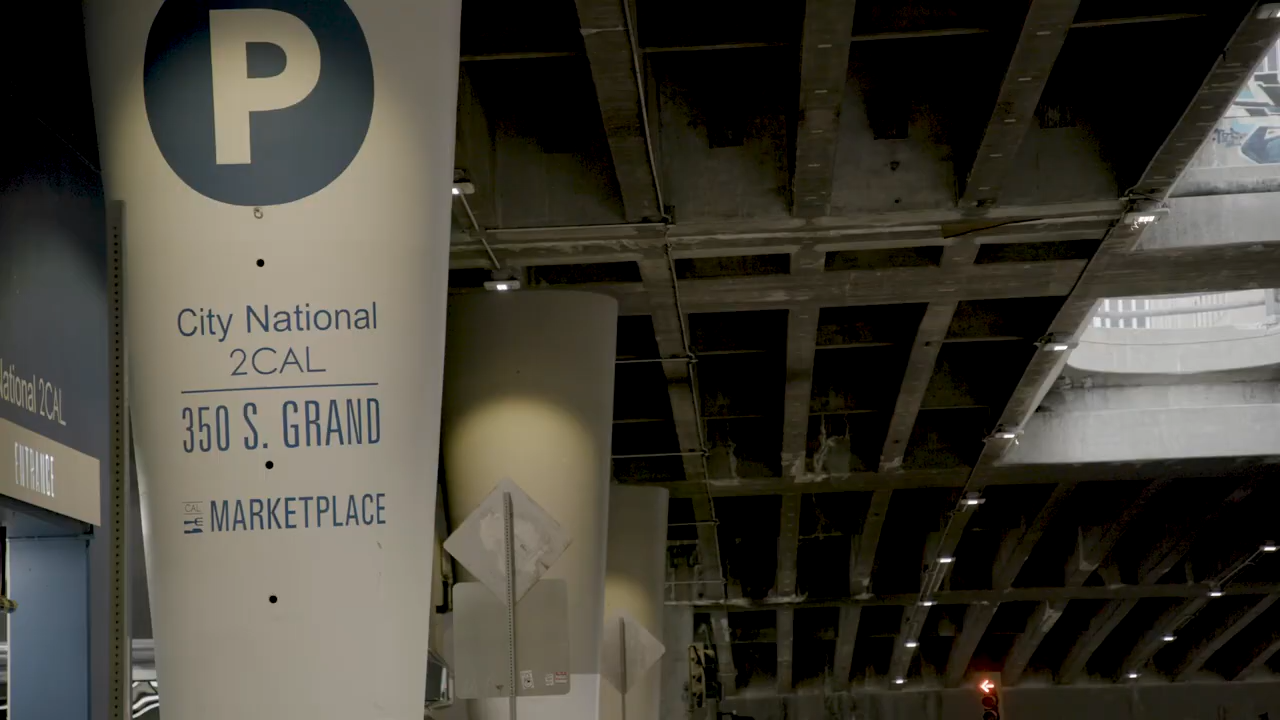 P
City National
2CAL
350 S. GRAND
CAL
MARKETPLACE
National 2CAL
ENTRANCE